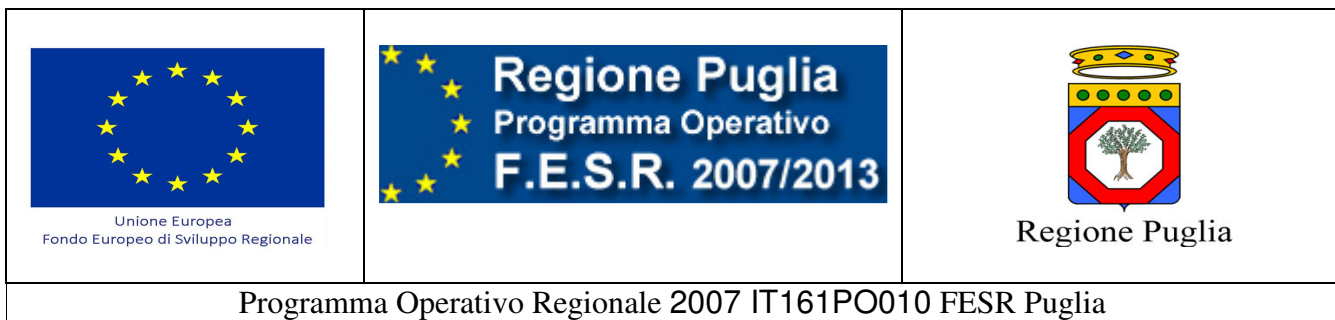 Unione Europea
Fondo Europeo di Sviluppo Regionale
Regione Puglia
Programma Operativo
F.E.S.R. 2007/2013
Regione Puglia
Programma Operativo Regionale 2007 IT161PO010 FESR Puglia